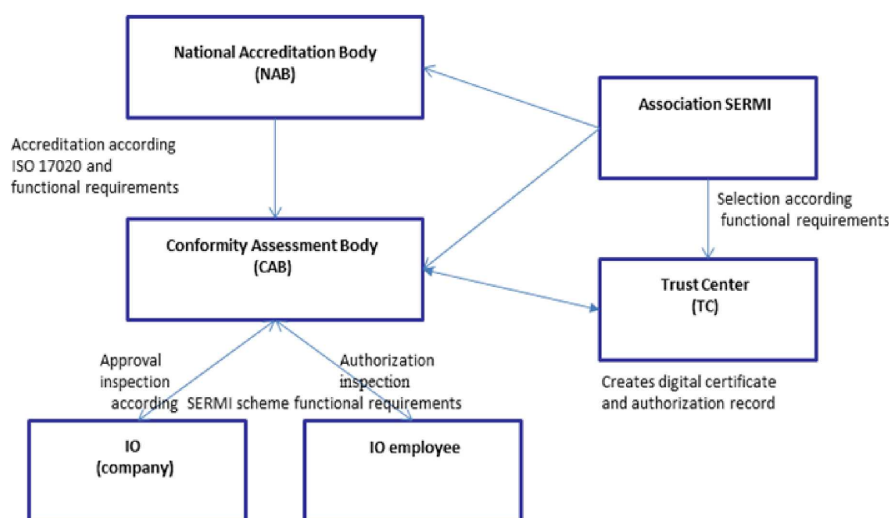 National Accreditation Body
(NAB)
Association SERMI
Accreditation according
ISO 17020 and
functional requirements
Selection according
functional requirements
Conformity Assessment Body
(CAB)
Trust Center
(TC)
Approval
inspection
Authorization
inspection
according SERMI scheme functional requirements
Creates digital certificate
and authorization record
IO
(company)
IO employee